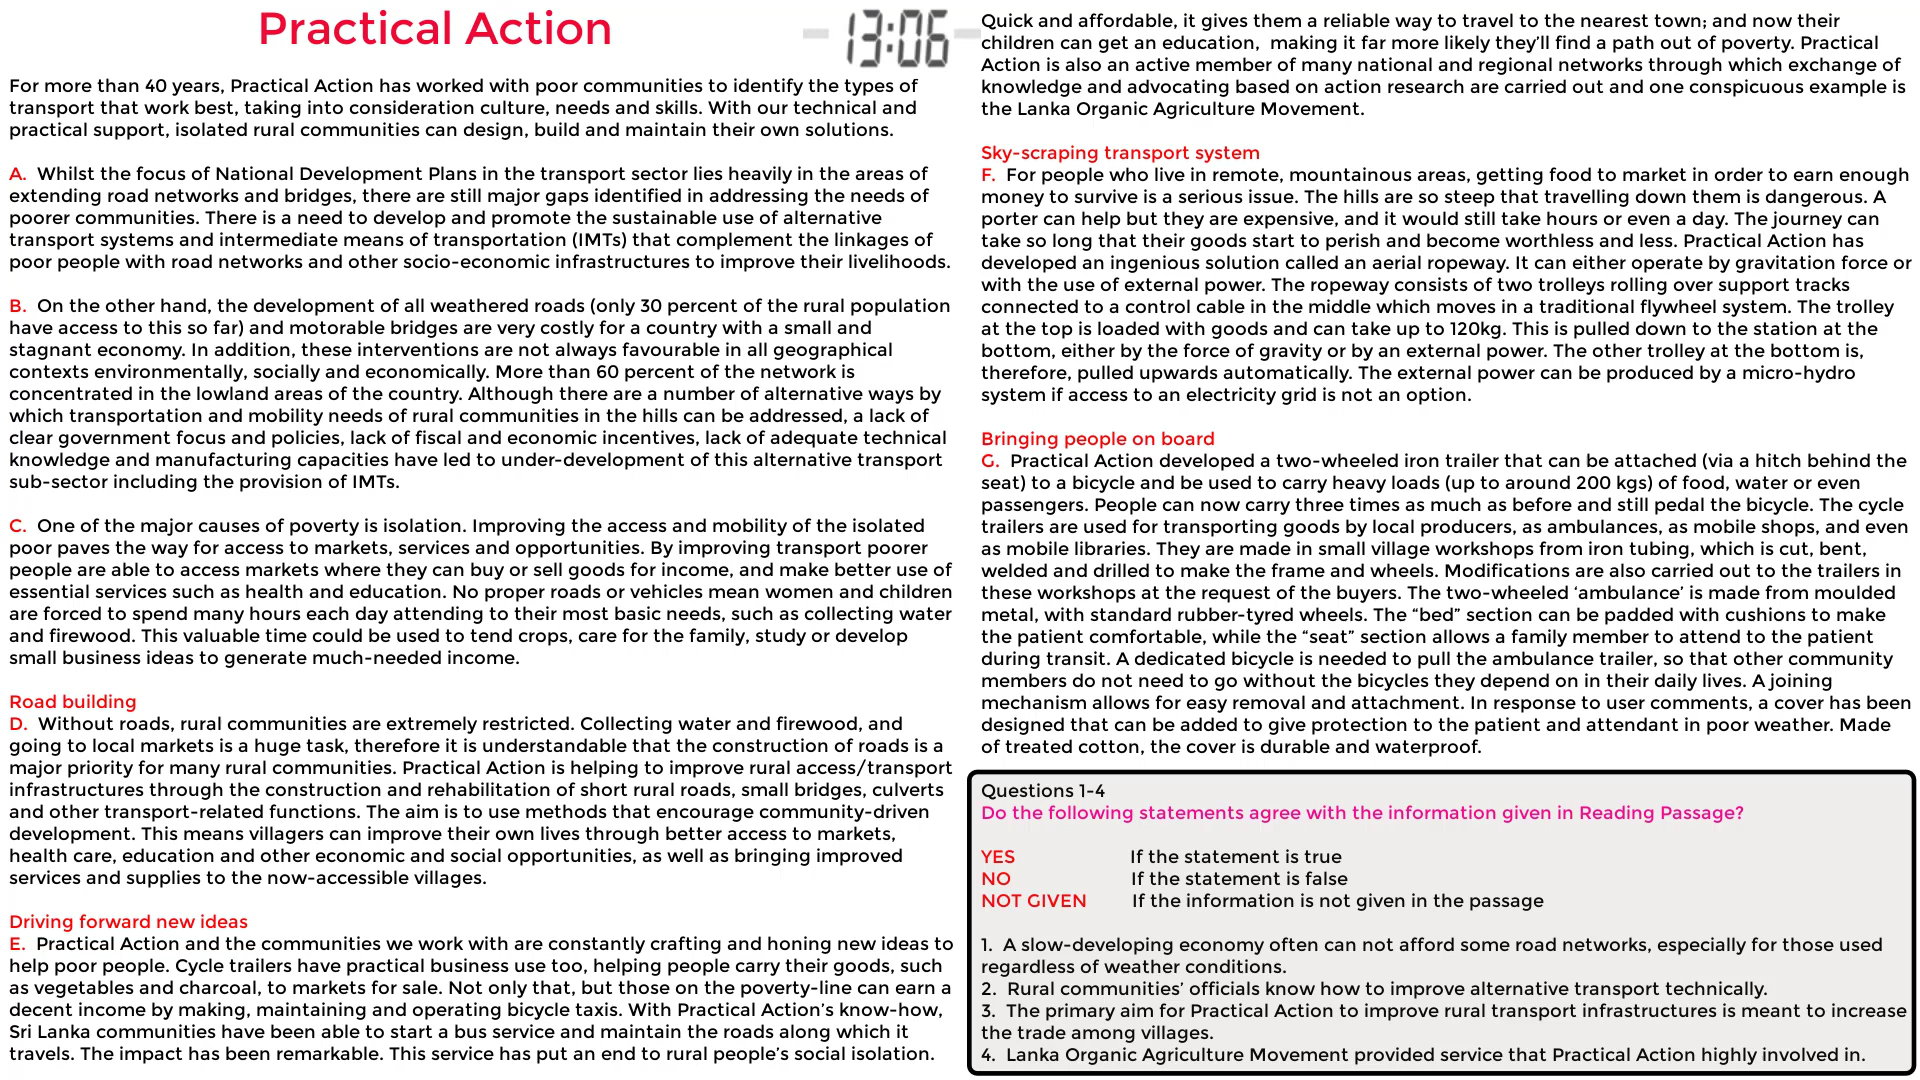 Practical Action
13:06
For more than 40 years, Practical Action has worked with poor communities to identify the types of
transport that work best, taking into consideration culture, needs and skills. With our technical and
practical support, isolated rural communities can design, build and maintain their own solutions.
A. Whilst the focus of National Development Plans in the transport sector lies heavily in the areas of
extending road networks and bridges, there are still major gaps identified in addressing the needs of
poorer communities. There is a need to develop and promote the sustainable use of alternative
transport systems and intermediate means of transportation (IMTs) that complement the linkages of
poor people with road networks and other socio-economic infrastructures to improve their livelihoods.
B. On the other hand, the development of all weathered roads (only 30 percent of the rural population
have access to this so far) and motorable bridges are very costly for a country with a small and
stagnant economy. In addition, these interventions are not always favourable in all geographical
contexts environmentally, socially and economically. More than 60 percent of the network is
concentrated in the lowland areas of the country. Although there are a number of alternative ways by
which transportation and mobility needs of rural communities in the hills can be addressed, a lack of
clear government focus and policies, lack of fiscal and economic incentives, lack of adequate technical
knowledge and manufacturing capacities have led to under-development of this alternative transport
sub-sector including the provision of IMTs.
C. One of the major causes of poverty is isolation. Improving the access and mobility of the isolated
poor paves the way for access to markets, services and opportunities. By improving transport poorer
people are able to access markets where they can buy or sell goods for income, and make better use of
essential services such as health and education. No proper roads or vehicles mean women and children
are forced to spend many hours each day attending to their most basic needs, such as collecting water
and firewood. This valuable time could be used to tend crops, care for the family, study or develop
small business ideas to generate much-needed income.
Road building
D. Without roads, rural communities are extremely restricted. Collecting water and firewood, and
going to local markets is a huge task, therefore it is understandable that the construction of roads is a
major priority for many rural communities. Practical Action is helping to improve rural access/transport
infrastructures through the construction and rehabilitation of short rural roads, small bridges, culverts
and other transport-related functions. The aim is to use methods that encourage community-driven
development. This means villagers can improve their own lives through better access to markets,
health care, education and other economic and social opportunities, as well as bringing improved
services and supplies to the now-accessible villages.
Driving forward new ideas
E. Practical Action and the communities we work with are constantly crafting and honing new ideas to
help poor people. Cycle trailers have practical business use too, helping people carry their goods, such
as vegetables and charcoal, to markets for sale. Not only that, but those on the poverty-line can earn a
decent income by making, maintaining and operating bicycle taxis. With Practical Action's know-how,
Sri Lanka communities have been able to start a bus service and maintain the roads along which it
travels. The impact has been remarkable. This service has put an end to rural people's social isolation.
Quick and affordable, it gives them a reliable way to travel to the nearest town; and now their
children can get an education, making it far more likely they'll find a path out of poverty. Practical
Action is also an active member of many national and regional networks through which exchange of
knowledge and advocating based on action research are carried out and one conspicuous example is
the Lanka Organic Agriculture Movement.
Sky-scraping transport system
F. For people who live in remote, mountainous areas, getting food to market in order to earn enough
money to survive is a serious issue. The hills are so steep that travelling down them is dangerous. A
porter can help but they are expensive, and it would still take hours or even a day. The journey can
take so long that their goods start to perish and become worthless and less. Practical Action has
developed an ingenious solution called an aerial ropeway. It can either operate by gravitation force or
with the use of external power. The ropeway consists of two trolleys rolling over support tracks
connected to a control cable in the middle which moves in a traditional flywheel system. The trolley
at the top is loaded with goods and can take up to 120kg. This is pulled down to the station at the
bottom, either by the force of gravity or by an external power. The other trolley at the bottom is,
therefore, pulled upwards automatically. The external power can be produced by a micro-hydro
system if access to an electricity grid is not an option.
Bringing people on board
G. Practical Action developed a two-wheeled iron trailer that can be attached (via a hitch behind the
seat) to a bicycle and be used to carry heavy loads (up to around 200 kgs) of food, water or even
passengers. People can now carry three times as much as before and still pedal the bicycle. The cycle
trailers are used for transporting goods by local producers, as ambulances, as mobile shops, and even
as mobile libraries. They are made in small village workshops from iron tubing, which is cut, bent,
welded and drilled to make the frame and wheels. Modifications are also carried out to the trailers in
these workshops at the request of the buyers. The two-wheeled ‘ambulance’ is made from moulded
metal, with standard rubber-tyred wheels. The “bed” section can be padded with cushions to make
the patient comfortable, while the “seat” section allows a family member to attend to the patient
during transit. A dedicated bicycle is needed to pull the ambulance trailer, so that other community
members do not need to go without the bicycles they depend on in their daily lives. A joining
mechanism allows for easy removal and attachment. In response to user comments, a cover has been
designed that can be added to give protection to the patient and attendant in poor weather. Made
of treated cotton, the cover is durable and waterproof.
Questions 1-4
Do the following statements agree with the information given in Reading Passage?
YES If the statement is true
NO If the statement is false
NOT GIVEN If the information is not given in the passage
1. A slow-developing economy often can not afford some road networks, especially for those used
regardless of weather conditions.
2. Rural communities’ officials know how to improve alternative transport technically.
3. The primary aim for Practical Action to improve rural transport infrastructures is meant to increase
the trade among villages.
4. Lanka Organic Agriculture Movement provided service that Practical Action highly involved in.